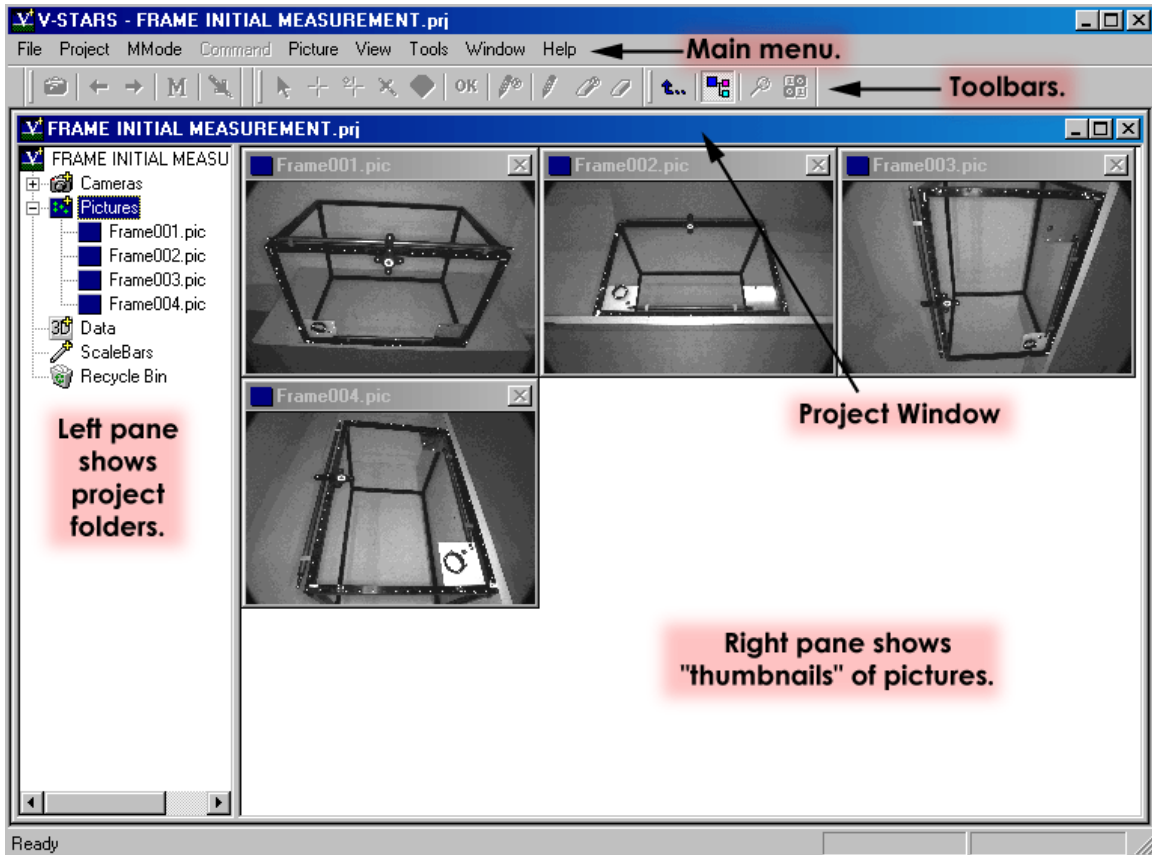 V-STARS - FRAME INITIAL MEASUREMENT.prj
File Project MMode Command Picture View Tools Window Help
Main menu.
M OK
Toolbars.
FRAME INITIAL MEASUREMENT.prj
FRAME INITIAL MEASU
Cameras
Pictures
Frame001.pic
Frame002.pic
Frame003.pic
Frame004.pic
3D Data
ScaleBars
Recycle Bin
Left pane
shows
project
folders.
Frame001.pic
Frame002.pic
Frame003.pic
Frame004.pic
Project Window
Right pane shows
"thumbnails" of pictures.
Ready